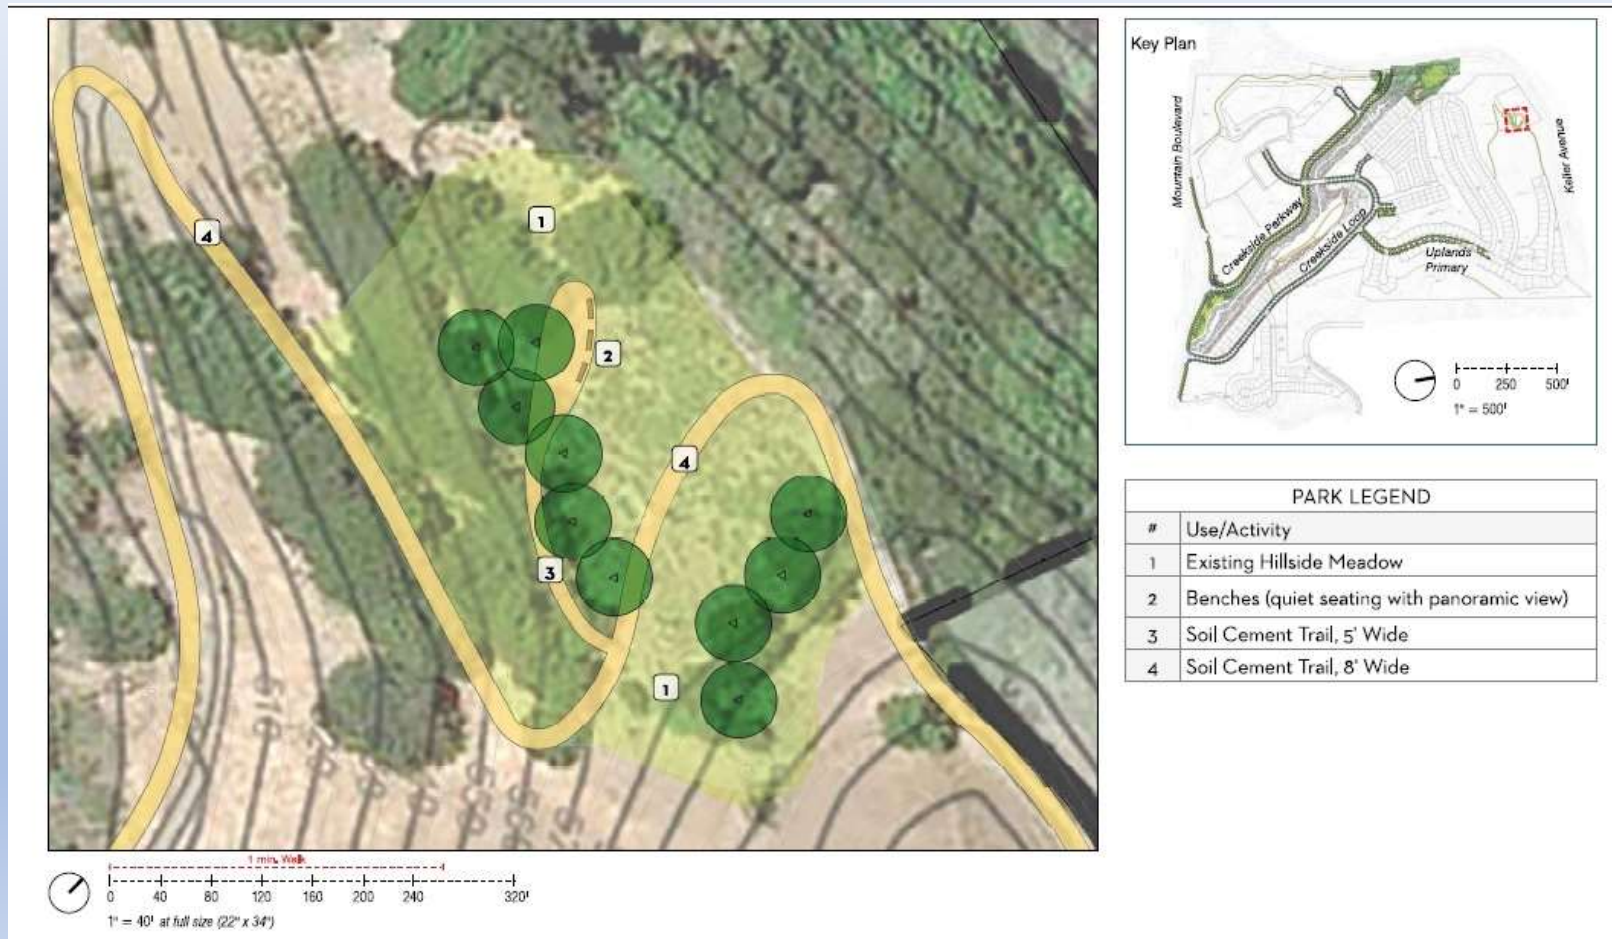 1
4
2
4
3
1
516
1 min. Walk
0 40 80 120 160 200 240 320'
1" = 40' at full size (22" x 34")
Key Plan
Mountain Boulevard
Keller Avenue
Creekside Parkway
Creekside Loop
Uplands
Primary
0 250 500'
1" = 500'
PARK LEGEND
# Use/Activity
1 Existing Hillside Meadow
2 Benches (quiet seating with panoramic view)
3 Soil Cement Trail, 5' Wide
4 Soil Cement Trail, 8' Wide